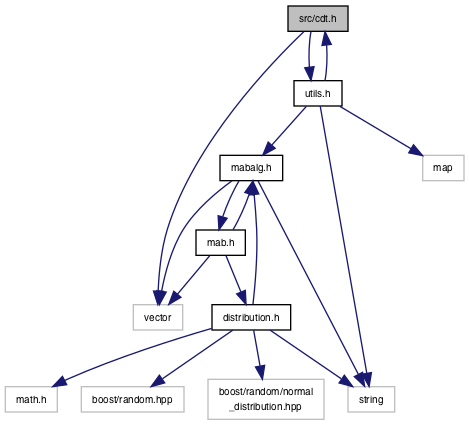 src/cdt.h
utils.h
mabalg.h
map
mab.h
vector
distribution.h
math.h
boost/random.hpp
boost/random/normal
_distribution.hpp
string